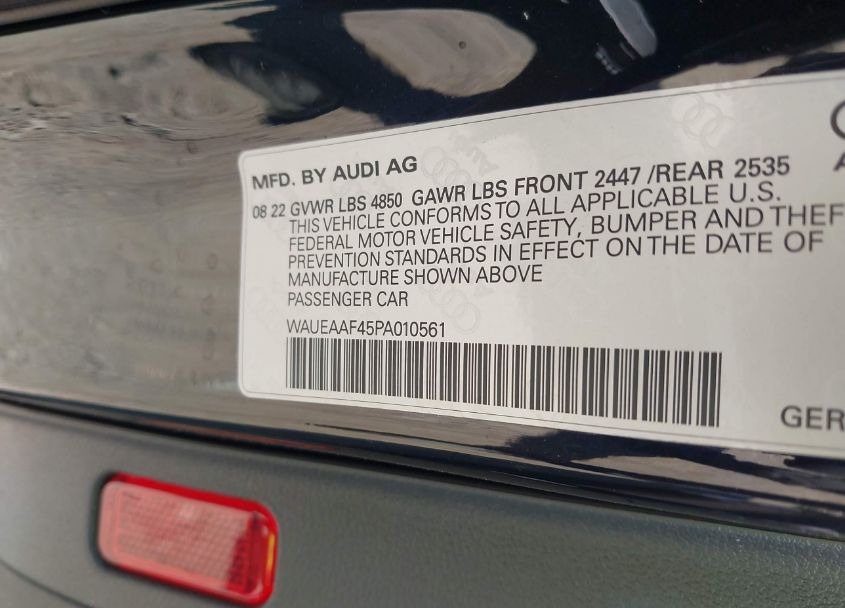 MFD. BY AUDI AG
08 22 GVWR LBS 4850 GAWR LBS FRONT 2447 /REAR 2535
THIS VEHICLE CONFORMS TO ALL APPLICABLE U.S.
FEDERAL MOTOR VEHICLE SAFETY, BUMPER AND THEF
PREVENTION STANDARDS IN EFFECT ON THE DATE OF
MANUFACTURE SHOWN ABOVE
PASSENGER CAR
WAUEAAF45PA010561
GER